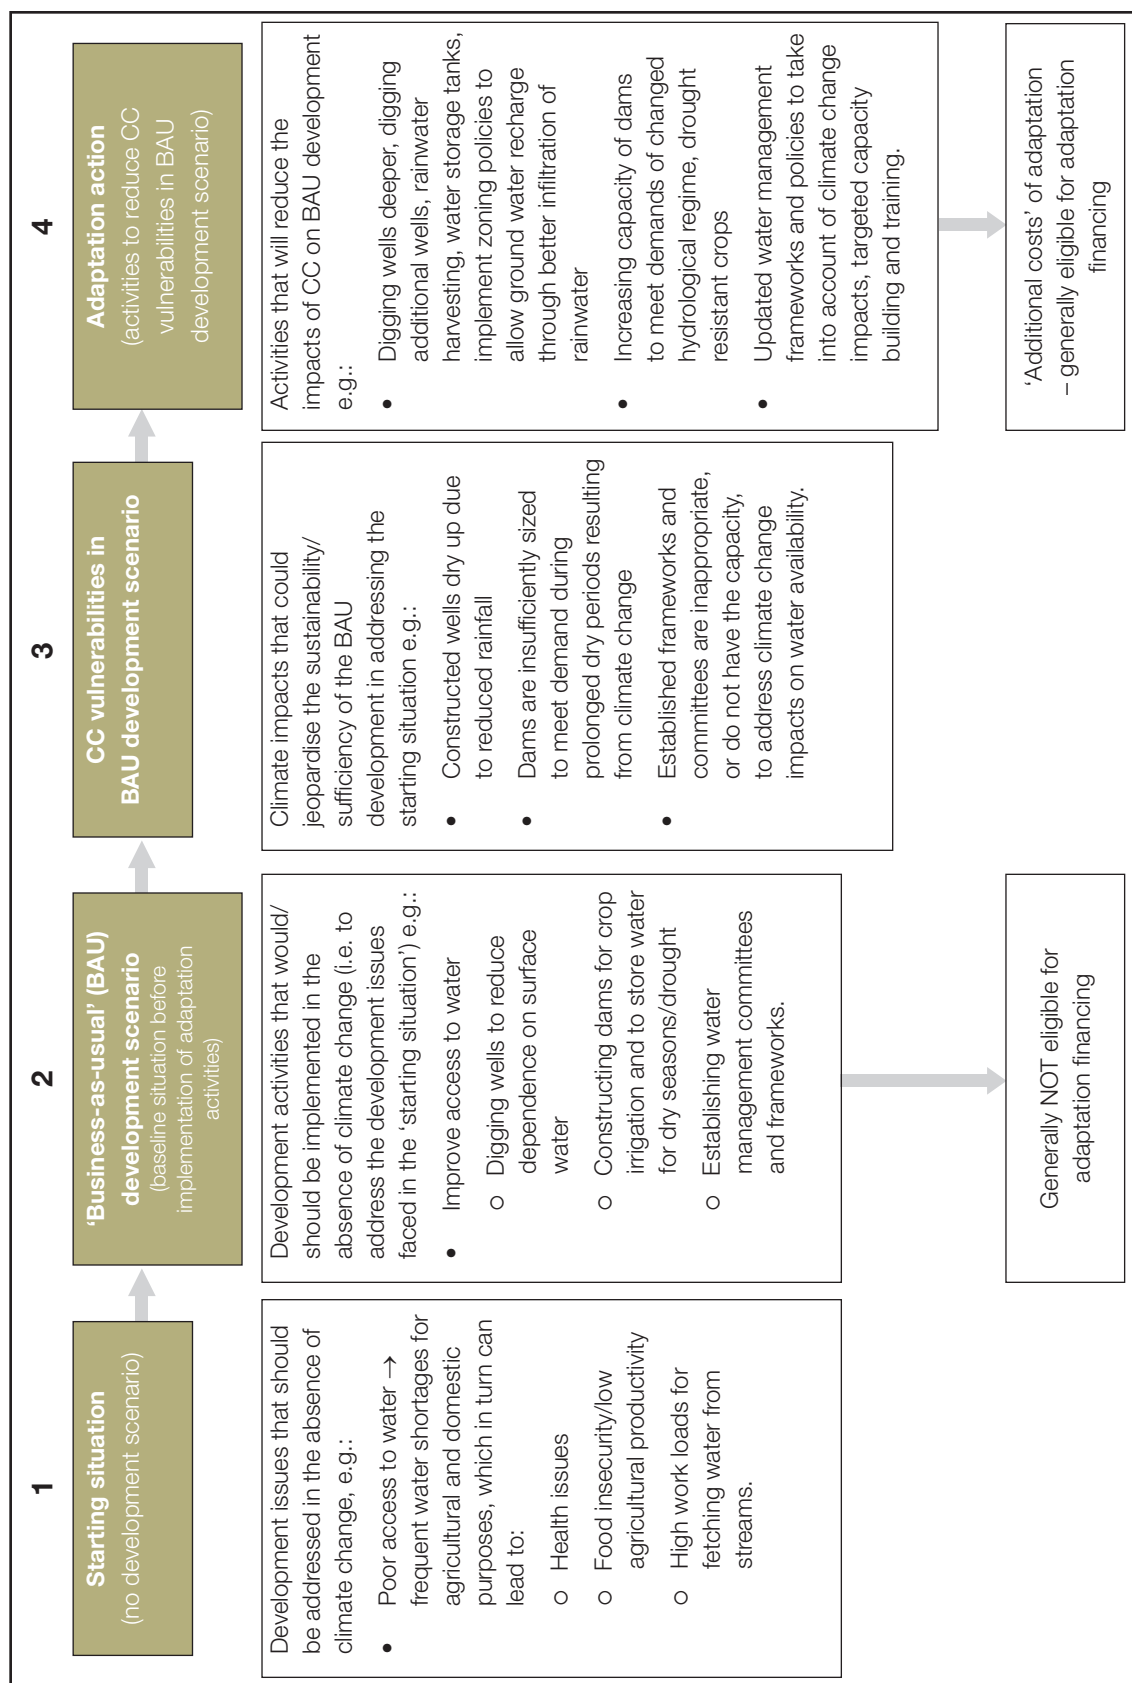 1
Starting situation
(no development scenario)
Development issues that should
be addressed in the absence of
climate change, e.g.:
• Poor access to water →
frequent water shortages for
agricultural and domestic
purposes, which in turn can
lead to:
○ Health issues
○ Food insecurity/low
agricultural productivity
○ High work loads for
fetching water from
streams.
2
‘Business-as-usual’ (BAU)
development scenario
(baseline situation before
implementation of adaptation
activities)
Development activities that would/
should be implemented in the
absence of climate change (i.e. to
address the development issues
faced in the ‘starting situation’) e.g.:
• Improve access to water
○ Digging wells to reduce
dependence on surface
water
○ Constructing dams for crop
irrigation and to store water
for dry seasons/drought
○ Establishing water
management committees
and frameworks.
Generally NOT eligible for
adaptation financing
3
CC vulnerabilities in
BAU development scenario
Climate impacts that could
jeopardise the sustainability/
sufficiency of the BAU
development in addressing the
starting situation e.g.:
• Constructed wells dry up due
to reduced rainfall
• Dams are insufficiently sized
to meet demand during
prolonged dry periods resulting
from climate change
• Established frameworks and
committees are inappropriate,
or do not have the capacity,
to address climate change
impacts on water availability.
4
Adaptation action
(activities to reduce CC
vulnerabilities in BAU
development scenario)
Activities that will reduce the
impacts of CC on BAU development
e.g.:
• Digging wells deeper, digging
additional wells, rainwater
harvesting, water storage tanks,
implement zoning policies to
allow ground water recharge
through better infiltration of
rainwater
• Increasing capacity of dams
to meet demands of changed
hydrological regime, drought
resistant crops
• Updated water management
frameworks and policies to take
into account of climate change
impacts, targeted capacity
building and training.
‘Additional costs’ of adaptation
– generally eligible for adaptation
financing